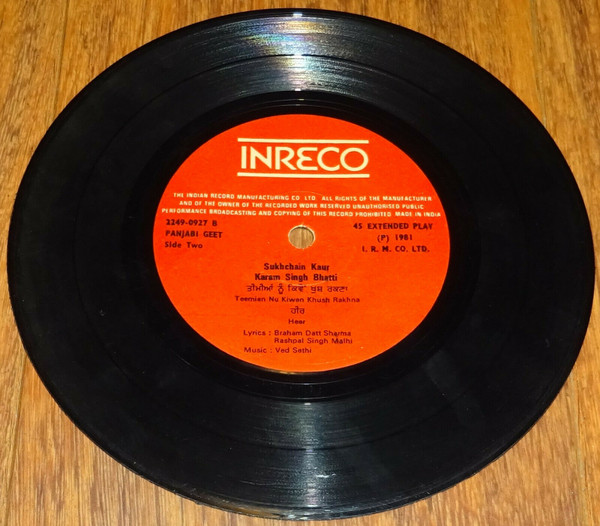 INRECO
THE INDIAN RECORD MANUFACTURING CO. LTD. ALL RIGHTS OF THE MANUFACTURER
AND OF THE OWNER OF THE RECORDED WORK RESERVED UNAUTHORISED PUBLIC
PERFORMANCE BROADCASTING AND COPYING OF THIS RECORD PROHIBITED MADE IN INDIA
2249-0927 B
PANJABI GEET
Side Two
45 EXTENDED PLAY
(P) 1981
I. R. M. CO. LTD.
Sukhchain Kaur
Karam Singh Bhatti
ਤੀਮੀਆਂ ਨੂੰ ਕਿਵੇਂ ਖੁਸ਼ ਰਕਣਾ
Teemian Nu Kiwen Khush Rakhna
ਹੀਰ
Heer
Lyrics : Braham Datt Sharma
Rashpal Singh Malhi
Music : Ved Sethi